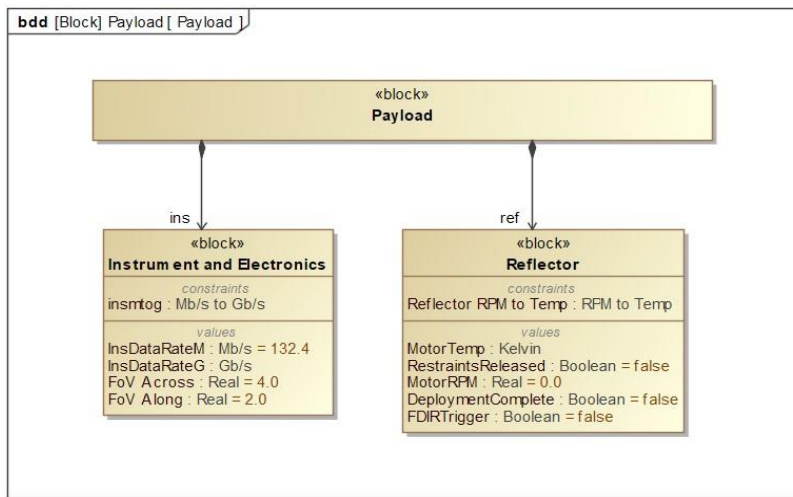 bdd [Block] Payload [ Payload ]
«block»
Payload
ins
ref
«block»
Instrument and Electronics
constraints
insmtog : Mb/s to Gb/s
values
InsDataRateM : Mb/s = 132.4
InsDataRateG : Gb/s
FoV Across : Real = 4.0
FoV Along : Real = 2.0
«block»
Reflector
constraints
Reflector RPM to Temp : RPM to Temp
values
MotorTemp : Kelvin
RestraintsReleased : Boolean = false
MotorRPM : Real = 0.0
DeploymentComplete : Boolean = false
FDIRTrigger : Boolean = false